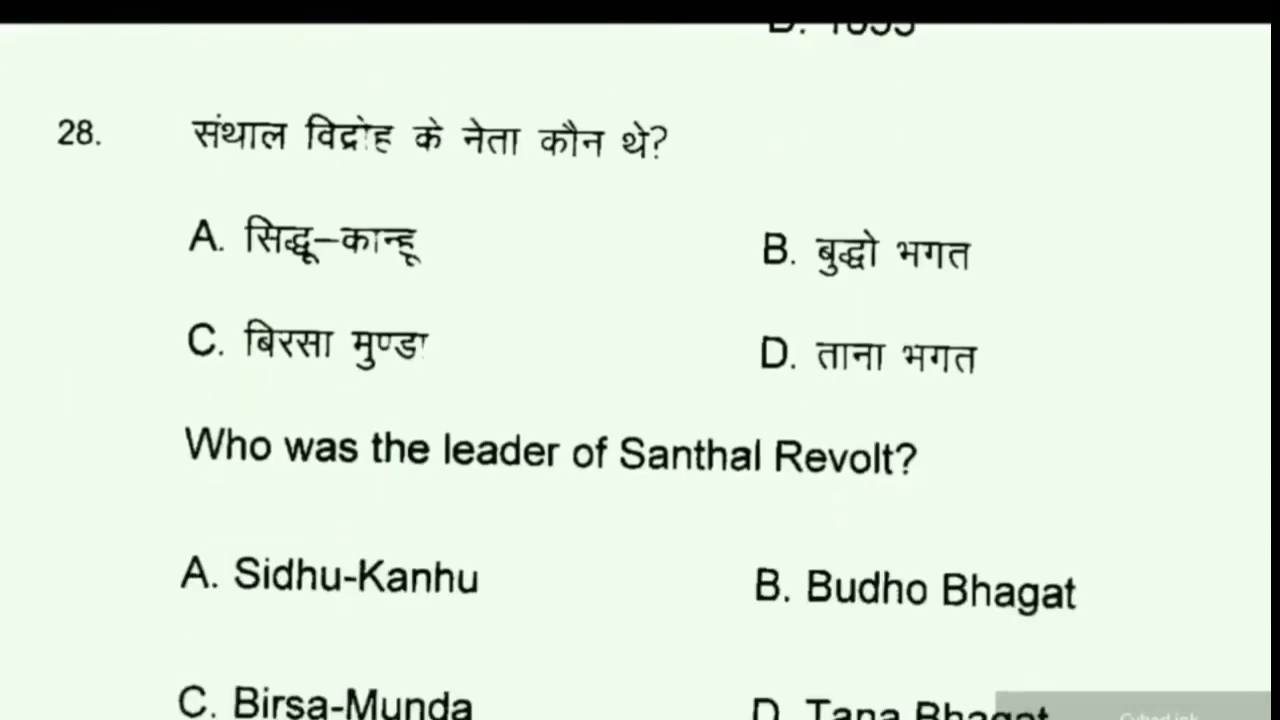 D. 1855
28. संथाल विद्रोह के नेता कौन थे?
A. सिद्धू–कान्हू B. बुद्धो भगत
C. बिरसा मुण्डा D. ताना भगत
Who was the leader of Santhal Revolt?
A. Sidhu-Kanhu B. Budho Bhagat
C. Birsa-Munda D. Tana Bhagat